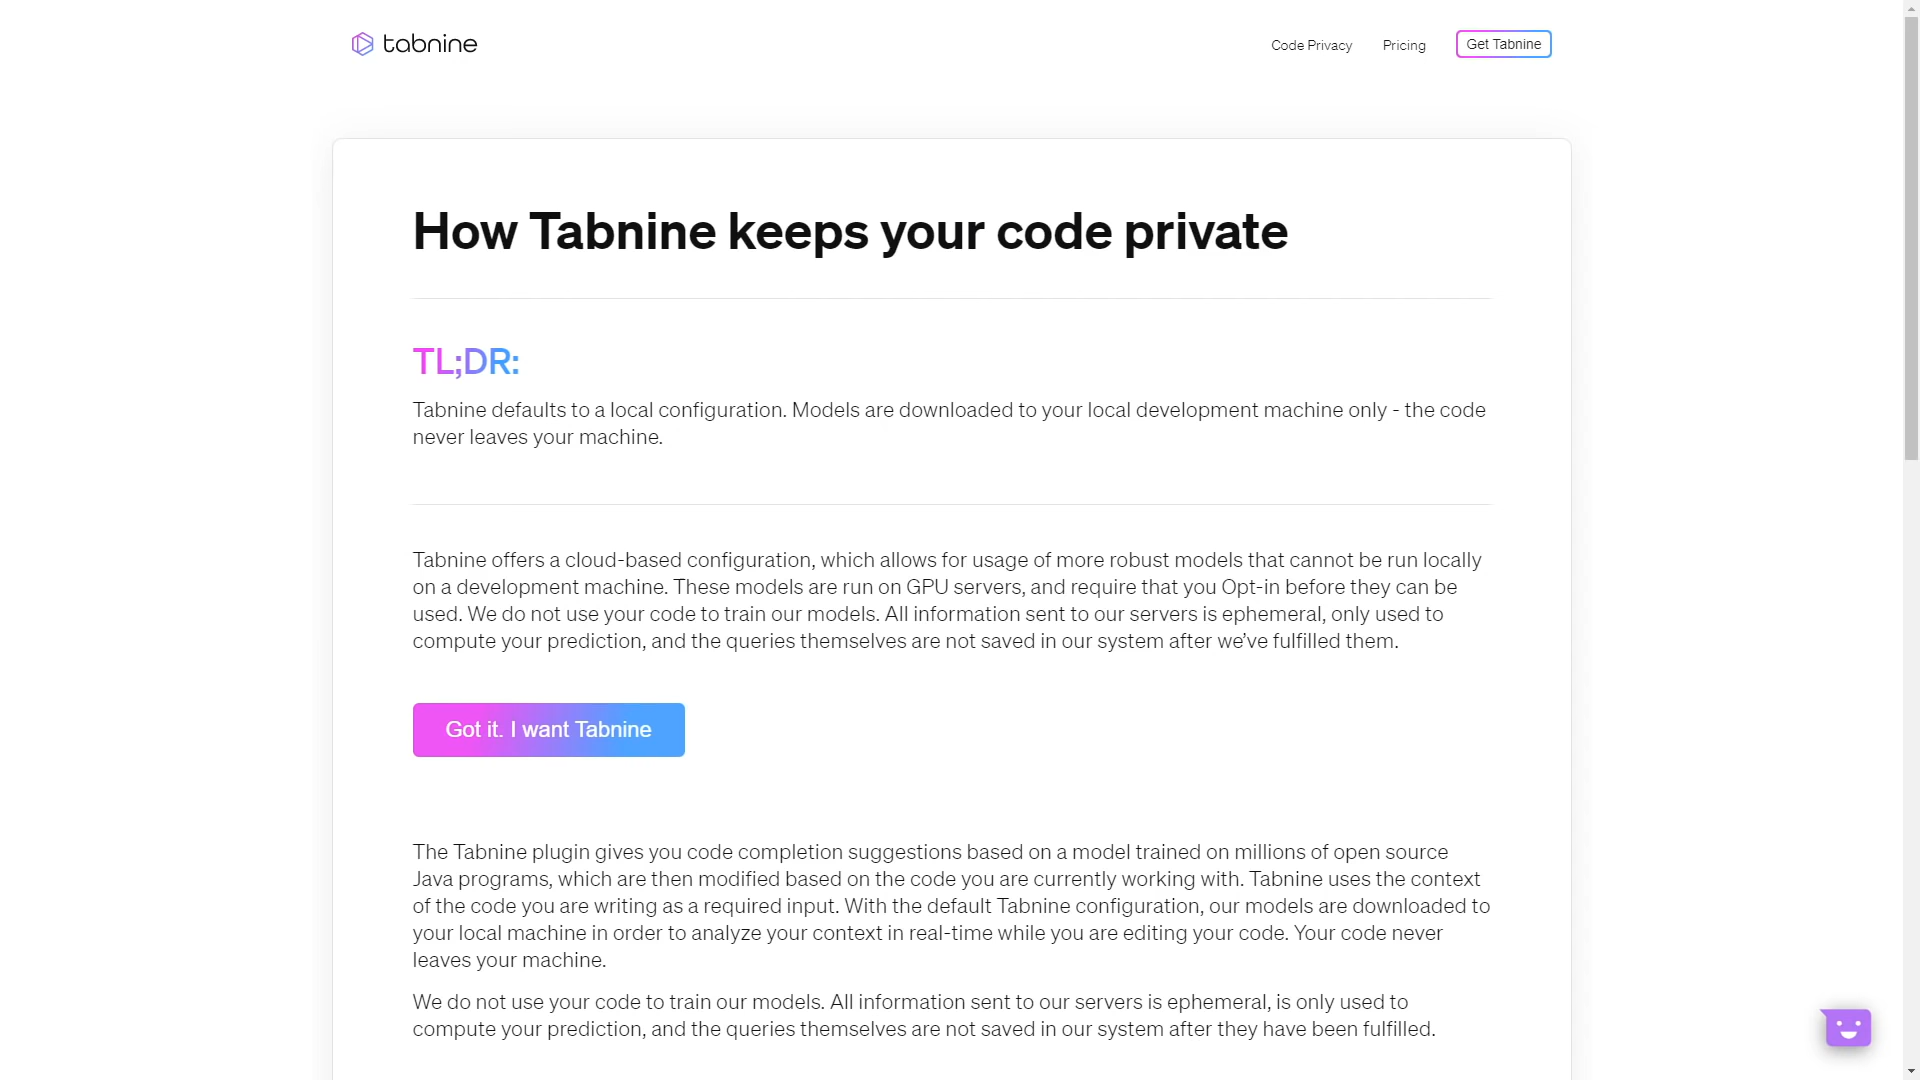 tabnine
Code Privacy
Pricing
Get Tabnine
How Tabnine keeps your code private
TL;DR:
Tabnine defaults to a local configuration. Models are downloaded to your local development machine only - the code
never leaves your machine.
Tabnine offers a cloud-based configuration, which allows for usage of more robust models that cannot be run locally
on a development machine. These models are run on GPU servers, and require that you Opt-in before they can be
used. We do not use your code to train our models. All information sent to our servers is ephemeral, only used to
compute your prediction, and the queries themselves are not saved in our system after we’ve fulfilled them.
Got it. I want Tabnine
The Tabnine plugin gives you code completion suggestions based on a model trained on millions of open source
Java programs, which are then modified based on the code you are currently working with. Tabnine uses the context
of the code you are writing as a required input. With the default Tabnine configuration, our models are downloaded to
your local machine in order to analyze your context in real-time while you are editing your code. Your code never
leaves your machine.
We do not use your code to train our models. All information sent to our servers is ephemeral, is only used to
compute your prediction, and the queries themselves are not saved in our system after they have been fulfilled.